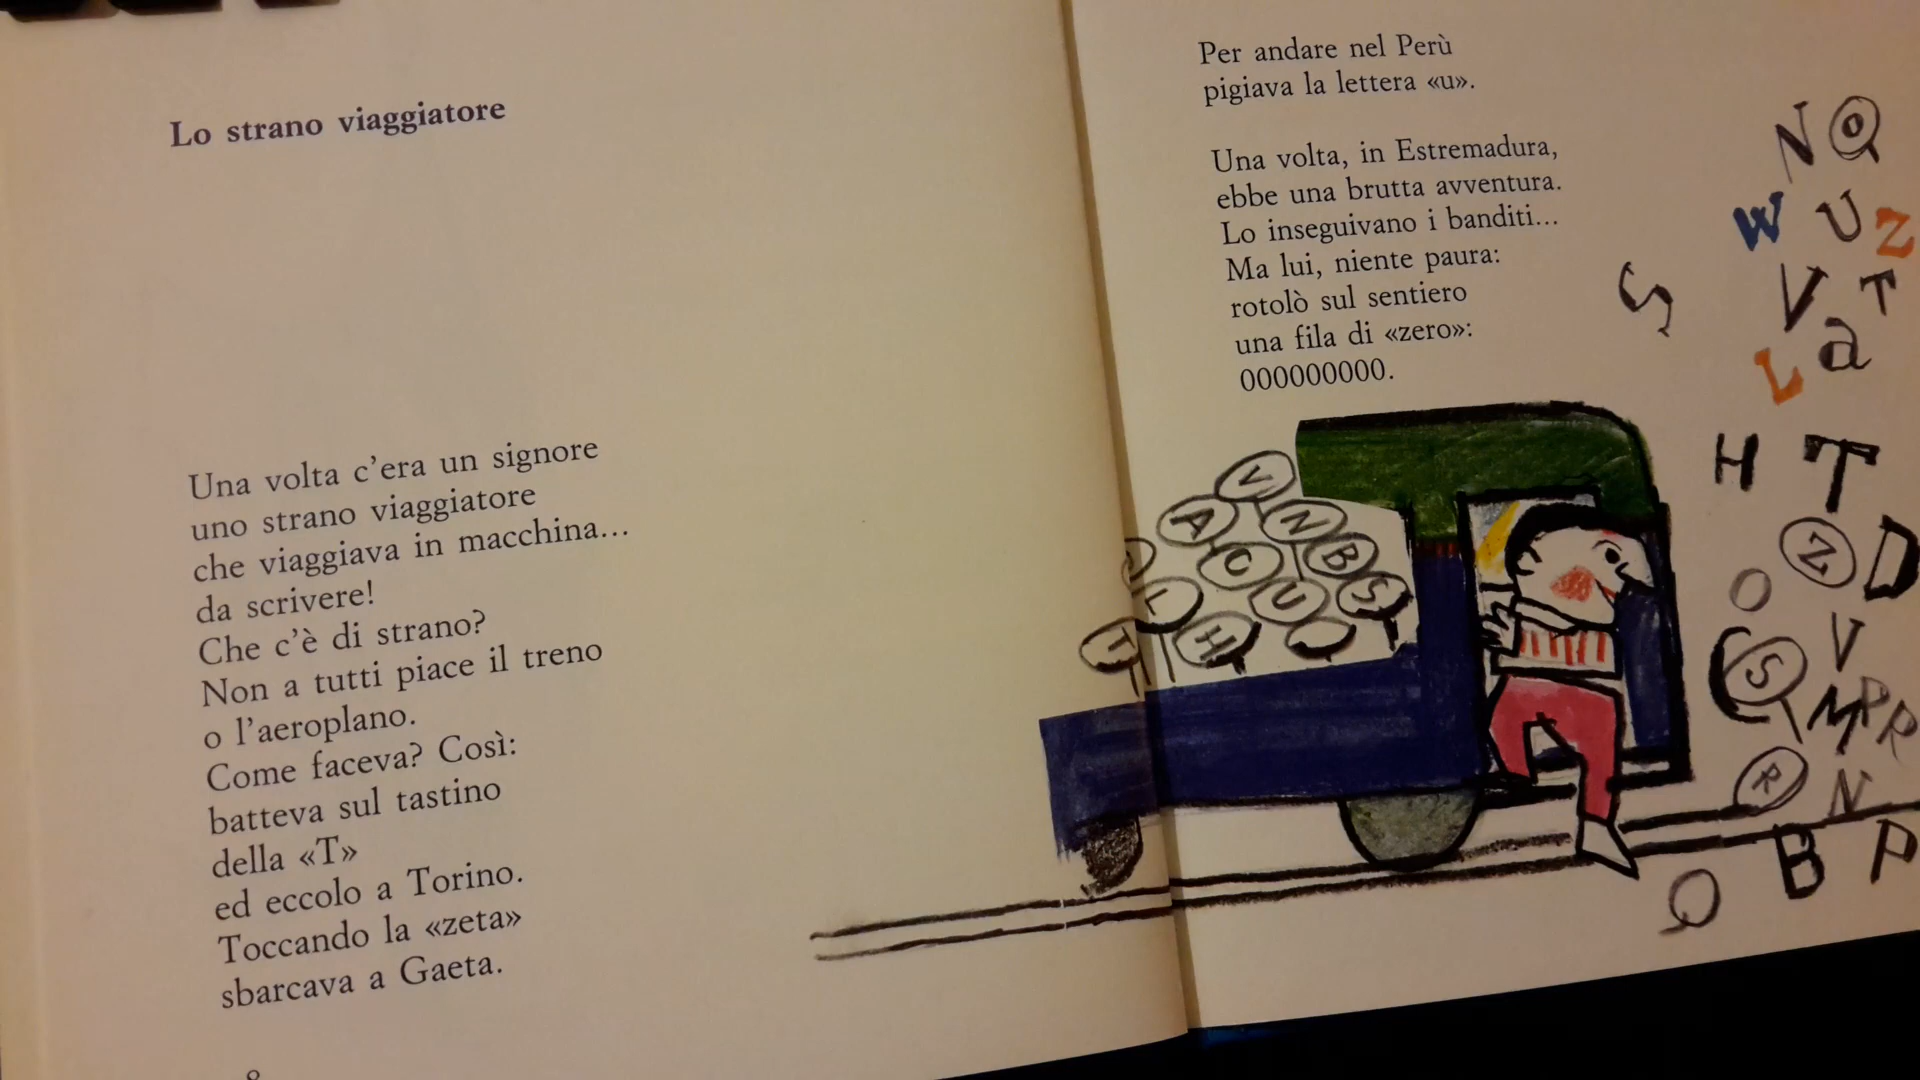 Lo strano viaggiatore
Una volta c'era un signore
uno strano viaggiatore
che viaggiava in macchina...
da scrivere!
Che c'è di strano?
Non a tutti piace il treno
o l'aeroplano.
Come faceva? Così:
batteva sul tastino
della «T»
ed eccolo a Torino.
Toccando la «zeta»
sbarcava a Gaeta.
Per andare nel Perù
pigiava la lettera «u».
Una volta, in Estremadura,
ebbe una brutta avventura.
Lo inseguivano i banditi...
Ma lui, niente paura:
rotolò sul sentiero
una fila di «zero»:
000000000.
N O
W U Z
S V T
L a
H T
Z D
O
S V
M R R
R N
B P
Q
V
A N
C B
L U S
T H